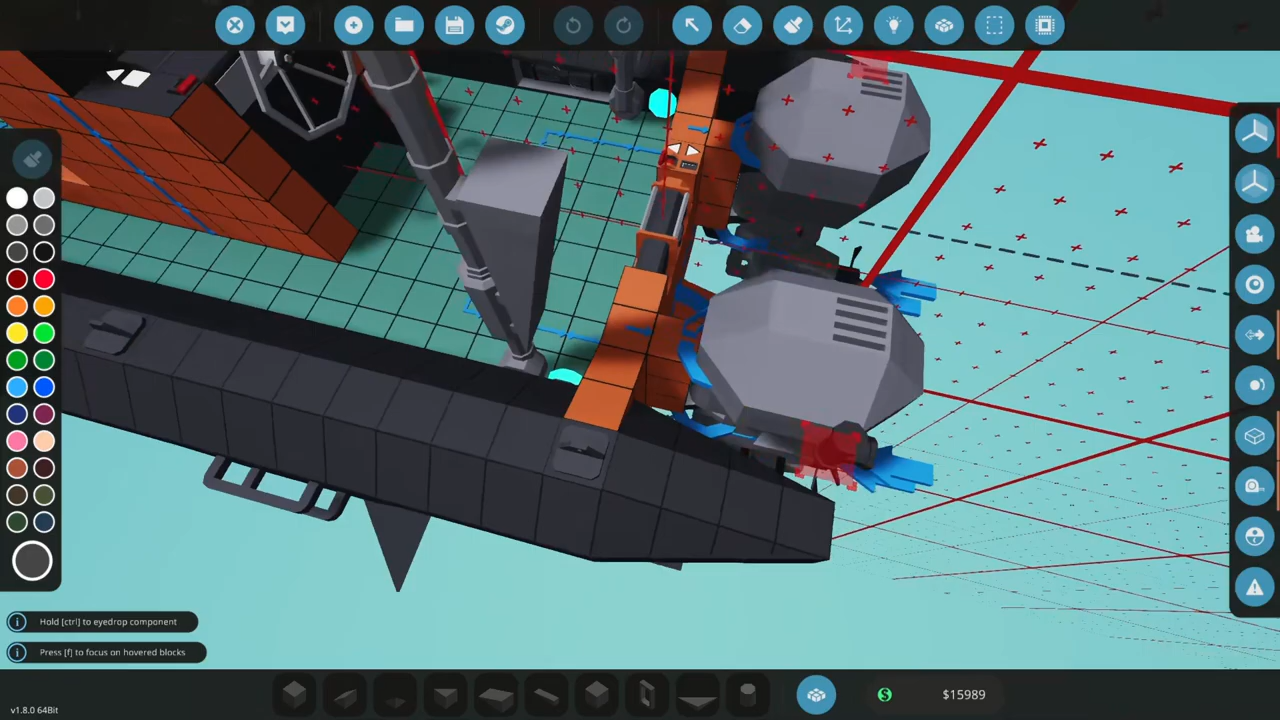 Hold [ctrl] to eyedrop component
Press [f] to focus on hovered blocks
$15989
v1.8.0 64Bit